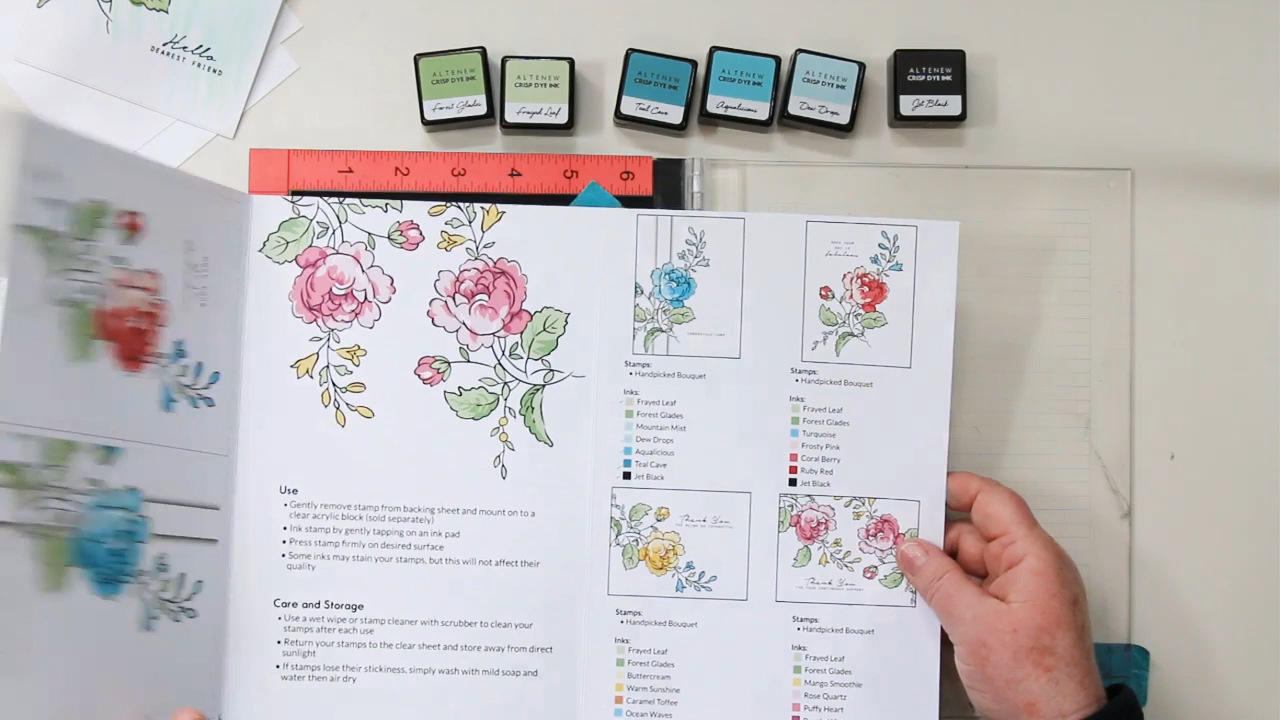 Hello
DEAREST FRIEND
ALTENEW
CRISP DYE INK
Forest Glades
ALTENEW
CRISP DYE INK
Frayed Leaf
ALTENEW
CRISP DYE INK
Teal Cave
ALTENEW
CRISP DYE INK
Aqualicious
ALTENEW
CRISP DYE INK
Dew Drops
ALTENEW
CRISP DYE INK
Jet Black
1 2 3 4 5 6
Use
• Gently remove stamp from backing sheet and mount on to a
clear acrylic block (sold separately)
• Ink stamp by gently tapping on an ink pad
• Press stamp firmly on desired surface
• Some inks may stain your stamps, but this will not affect their
quality
Care and Storage
• Use a wet wipe or stamp cleaner with scrubber to clean your
stamps after each use
• Return your stamps to the clear sheet and store away from direct
sunlight
• If stamps lose their stickiness, simply wash with mild soap and
water then air dry
Stamps:
• Handpicked Bouquet
Inks:
Frayed Leaf
Forest Glades
Mountain Mist
Dew Drops
Aqualicious
Teal Cave
Jet Black
fabulous
Stamps:
• Handpicked Bouquet
Inks:
Frayed Leaf
Forest Glades
Turquoise
Frosty Pink
Coral Berry
Ruby Red
Jet Black
Thank You
Stamps:
• Handpicked Bouquet
Inks:
Frayed Leaf
Forest Glades
Buttercream
Warm Sunshine
Caramel Toffee
Ocean Waves
Thank You
FOR YOUR CONTINUOUS SUPPORT
Stamps:
• Handpicked Bouquet
Inks:
Frayed Leaf
Forest Glades
Mango Smoothie
Rose Quartz
Puffy Heart